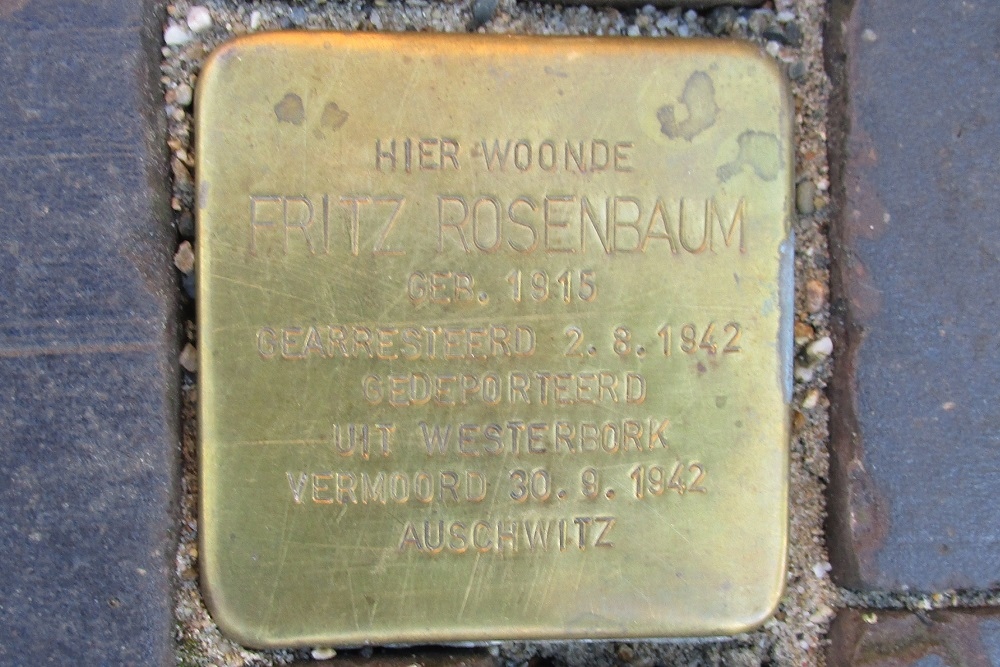 HIER WOONDE
FRITZ ROSENBAUM
GEB. 1915
GEARRESTEERD 2.8.1942
GEDEPORTEERD
UIT WESTERBORK
VERMOORD 30.9.1942
AUSCHWITZ